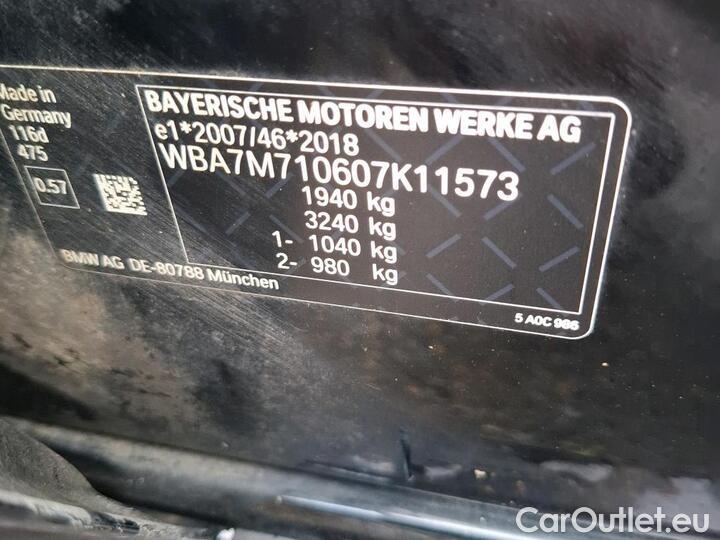 Made in
Germany
116d
475
0.57
BAYERISCHE MOTOREN WERKE AG
e1*2007/46*2018
WBA7M710607K11573
1940 kg
3240 kg
1- 1040 kg
2- 980 kg
BMW AG DE-80788 München
5 A0C 986
CarOutlet.eu